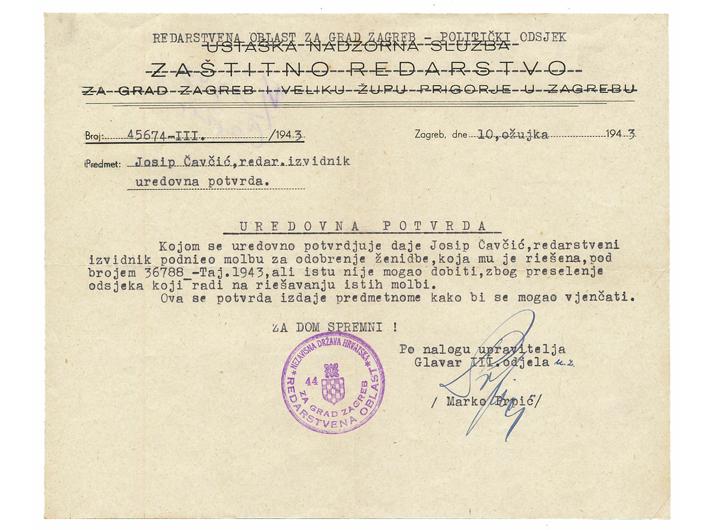 REDARSTVENA OBLAST ZA GRAD ZAGREB - POLITIČKI ODSJEK
USTAŠKA NADZORNA SLUŽBA
ZAŠTITNO REDARSTVO
ZA GRAD ZAGREB I VELIKU ŽUPU PRIGORJE U ZAGREBU
Broj: 45674-III. /1943
Zagreb, dne 10,ožujka 1943
Predmet: Josip Čavčić,redar.izvidnik
uredovna potvrda.
UREDOVNA POTVRDA
Kojom se uredovno potvrdjuje daje Josip Čavčić,redarstveni
izvidnik podnieo molbu za odobrenje ženidbe,koja mu je riešena,pod
brojem 36788 -Taj.1943,ali istu nije mogao dobiti,zbog preselenje
odsjeka koji radi na riešavanju istih molbi.
Ova se potvrda izdaje predmetnome kako bi se mogao vjenčati.
ZA DOM SPREMNI !
Po nalogu upravitelja
Glavar III.odjela
/ Marko Prpić/
NEZAVISNA DRŽAVA HRVATSKA
44
ZA GRAD ZAGREB
REDARSTVENA OBLAST